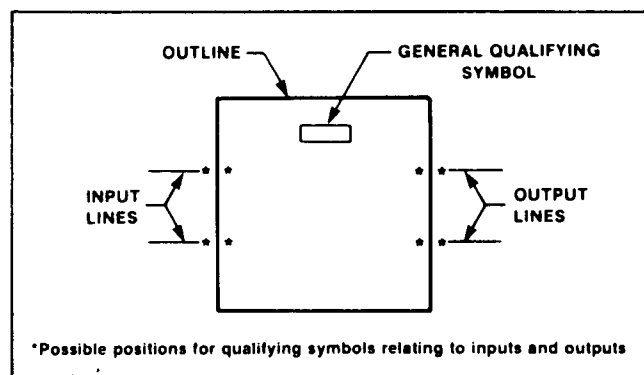 OUTLINE
GENERAL QUALIFYING
SYMBOL
INPUT
LINES
OUTPUT
LINES
*Possible positions for qualifying symbols relating to inputs and outputs